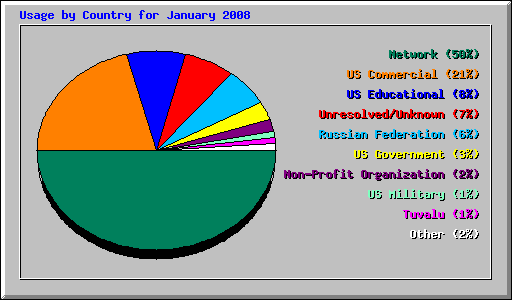 Usage by Country for January 2008
Network (50%)
US Commercial (21%)
US Educational (8%)
Unresolved/Unknown (7%)
Russian Federation (6%)
US Government (3%)
Non-Profit Organization (2%)
US Military (1%)
Tuvalu (1%)
Other (2%)